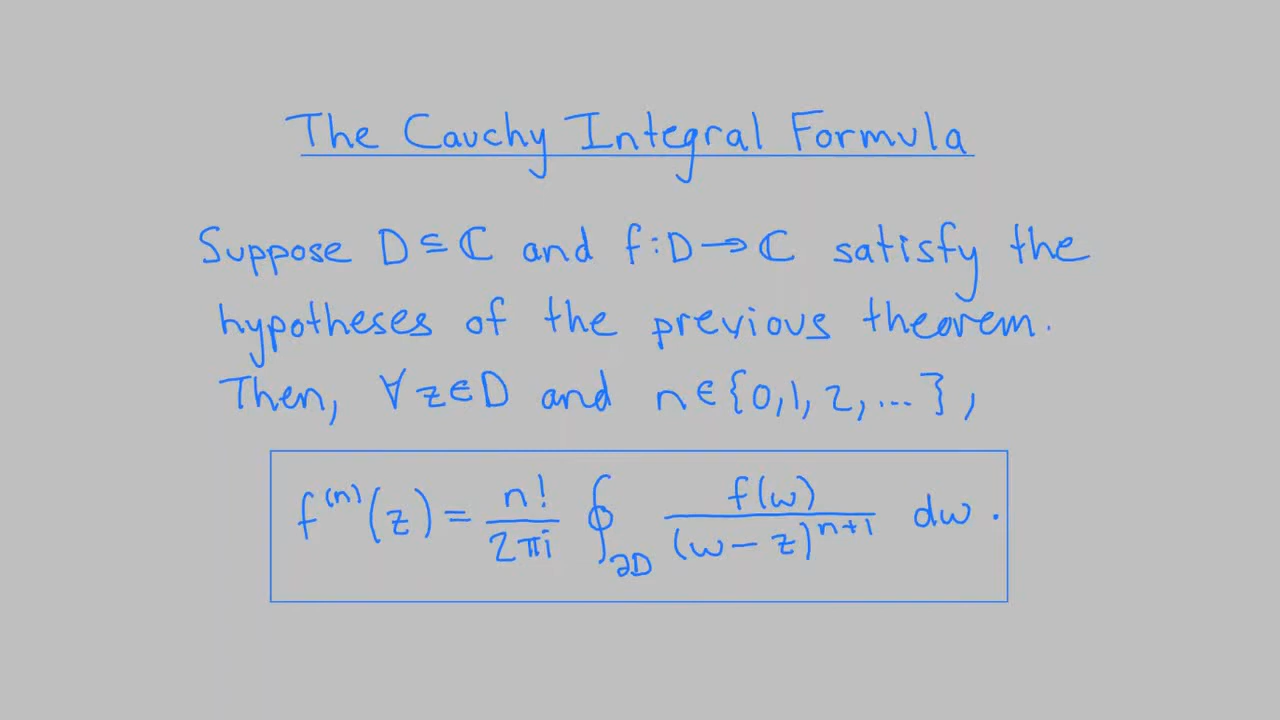 The Cauchy Integral Formula
Suppose D ⊆ ℂ and f: D → ℂ satisfy the
hypotheses of the previous theorem.
Then, ∀ z ∈ D and n ∈ {0, 1, 2, ...},
f^(n)(z) = n!/(2πi) ∮_∂D f(w)/(w − z)^(n+1) dw.